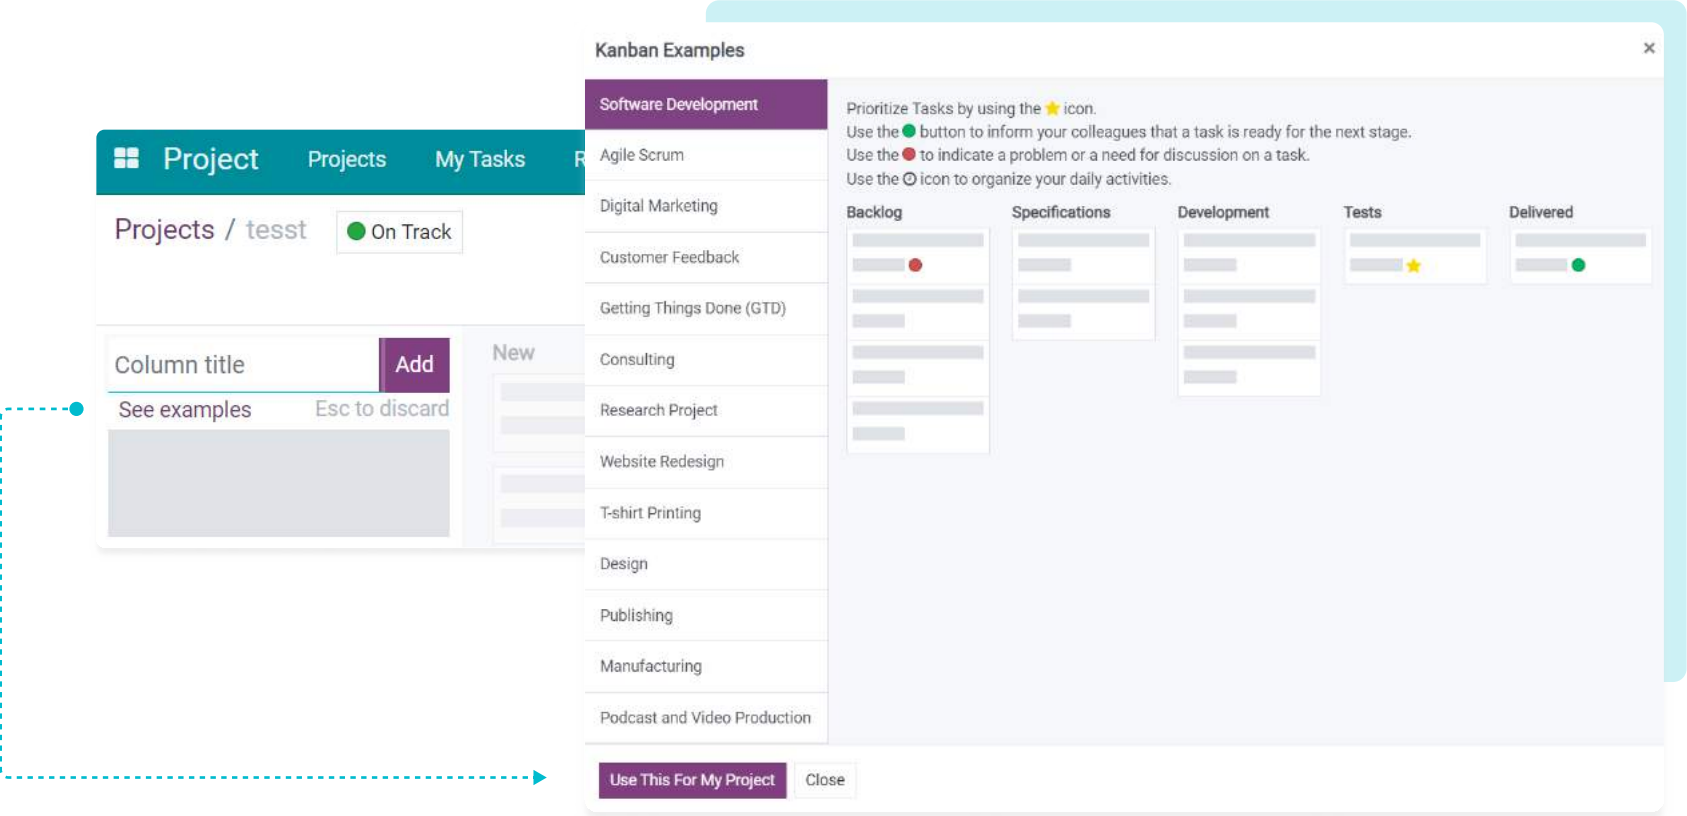 Kanban Examples ×
Software Development
Agile Scrum
Digital Marketing
Customer Feedback
Getting Things Done (GTD)
Consulting
Research Project
Website Redesign
T-shirt Printing
Design
Publishing
Manufacturing
Podcast and Video Production
Prioritize Tasks by using the icon.
Use the button to inform your colleagues that a task is ready for the next stage.
Use the to indicate a problem or a need for discussion on a task.
Use the icon to organize your daily activities.
Backlog Specifications Development Tests Delivered
Use This For My Project Close
Project Projects My Tasks R
Projects / tesst On Track
Column title Add New
See examples Esc to discard